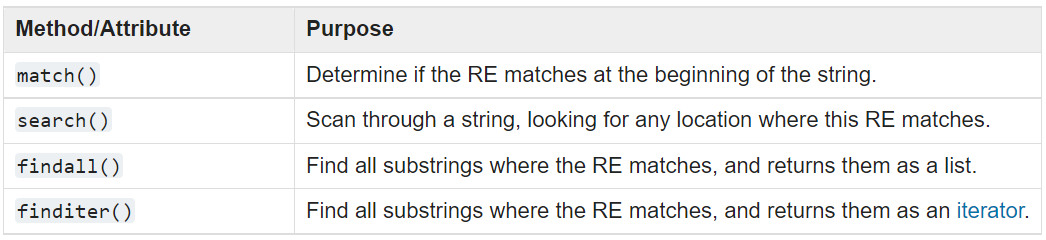 Method/Attribute Purpose
match() Determine if the RE matches at the beginning of the string.
search() Scan through a string, looking for any location where this RE matches.
findall() Find all substrings where the RE matches, and returns them as a list.
finditer() Find all substrings where the RE matches, and returns them as an iterator.